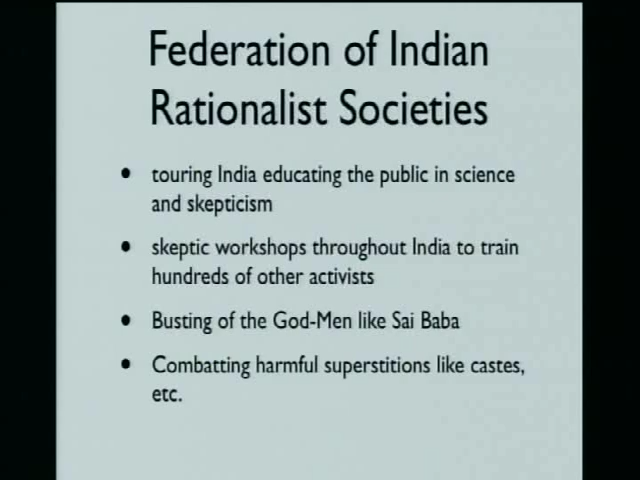 Federation of Indian
Rationalist Societies
• touring India educating the public in science
and skepticism
• skeptic workshops throughout India to train
hundreds of other activists
• Busting of the God-Men like Sai Baba
• Combatting harmful superstitions like castes,
etc.